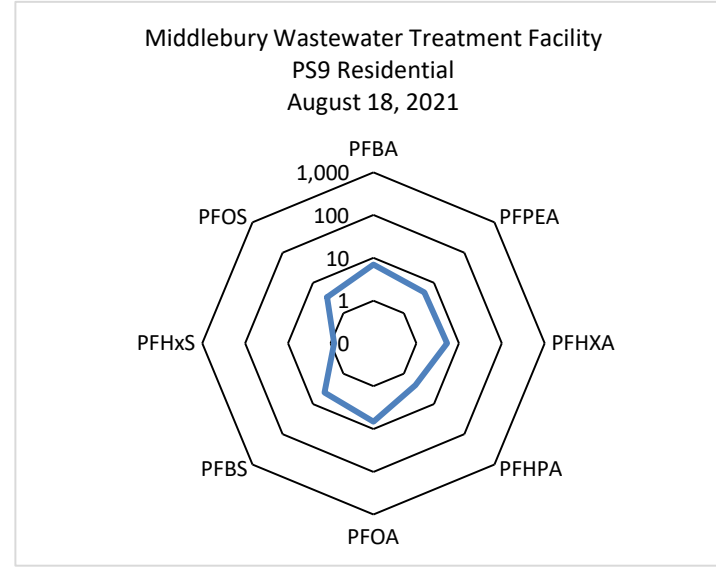 Middlebury Wastewater Treatment Facility
PS9 Residential
August 18, 2021
PFBA
1,000
PFOS
PFPEA
100
10
1
PFHxS
0
PFHXA
PFBS
PFHPA
PFOA